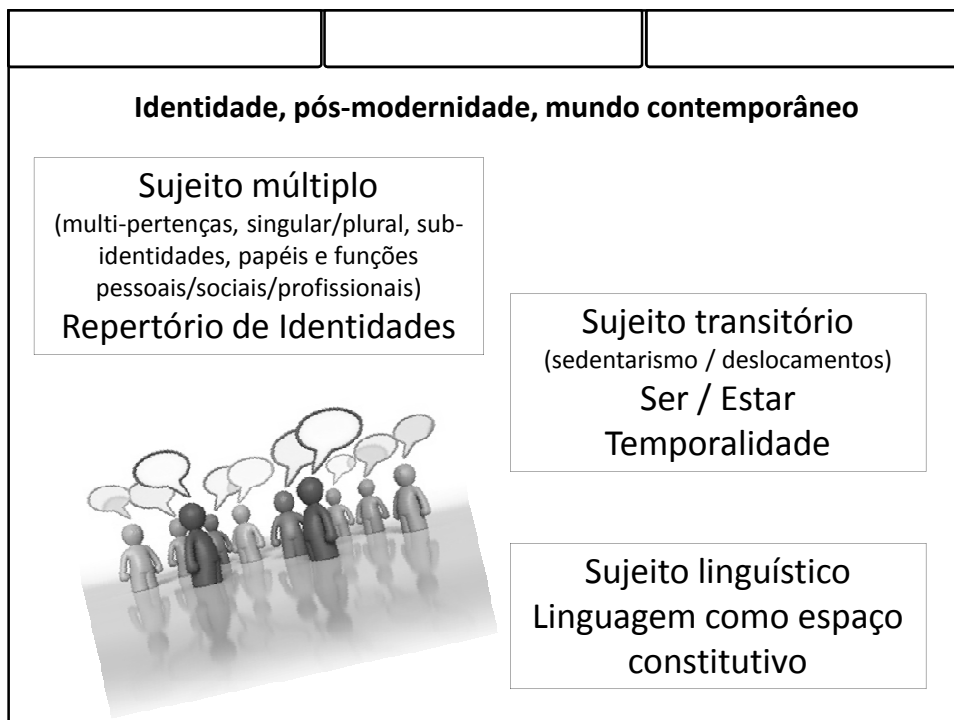 Identidade, pós-modernidade, mundo contemporâneo
Sujeito múltiplo
(multi-pertenças, singular/plural, sub-
identidades, papéis e funções
pessoais/sociais/profissionais)
Repertório de Identidades
Sujeito transitório
(sedentarismo / deslocamentos)
Ser / Estar
Temporalidade
Sujeito linguístico
Linguagem como espaço
constitutivo